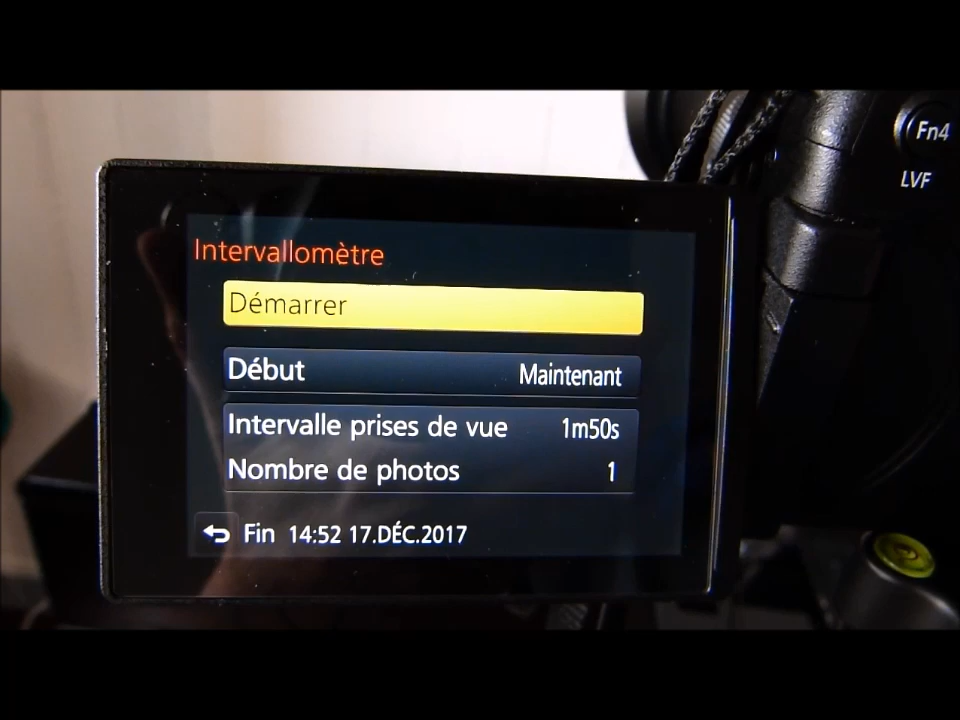 Fn4
LVF
Intervallomètre
Démarrer
Début Maintenant
Intervalle prises de vue 1m50s
Nombre de photos 1
Fin 14:52 17.DÉC.2017